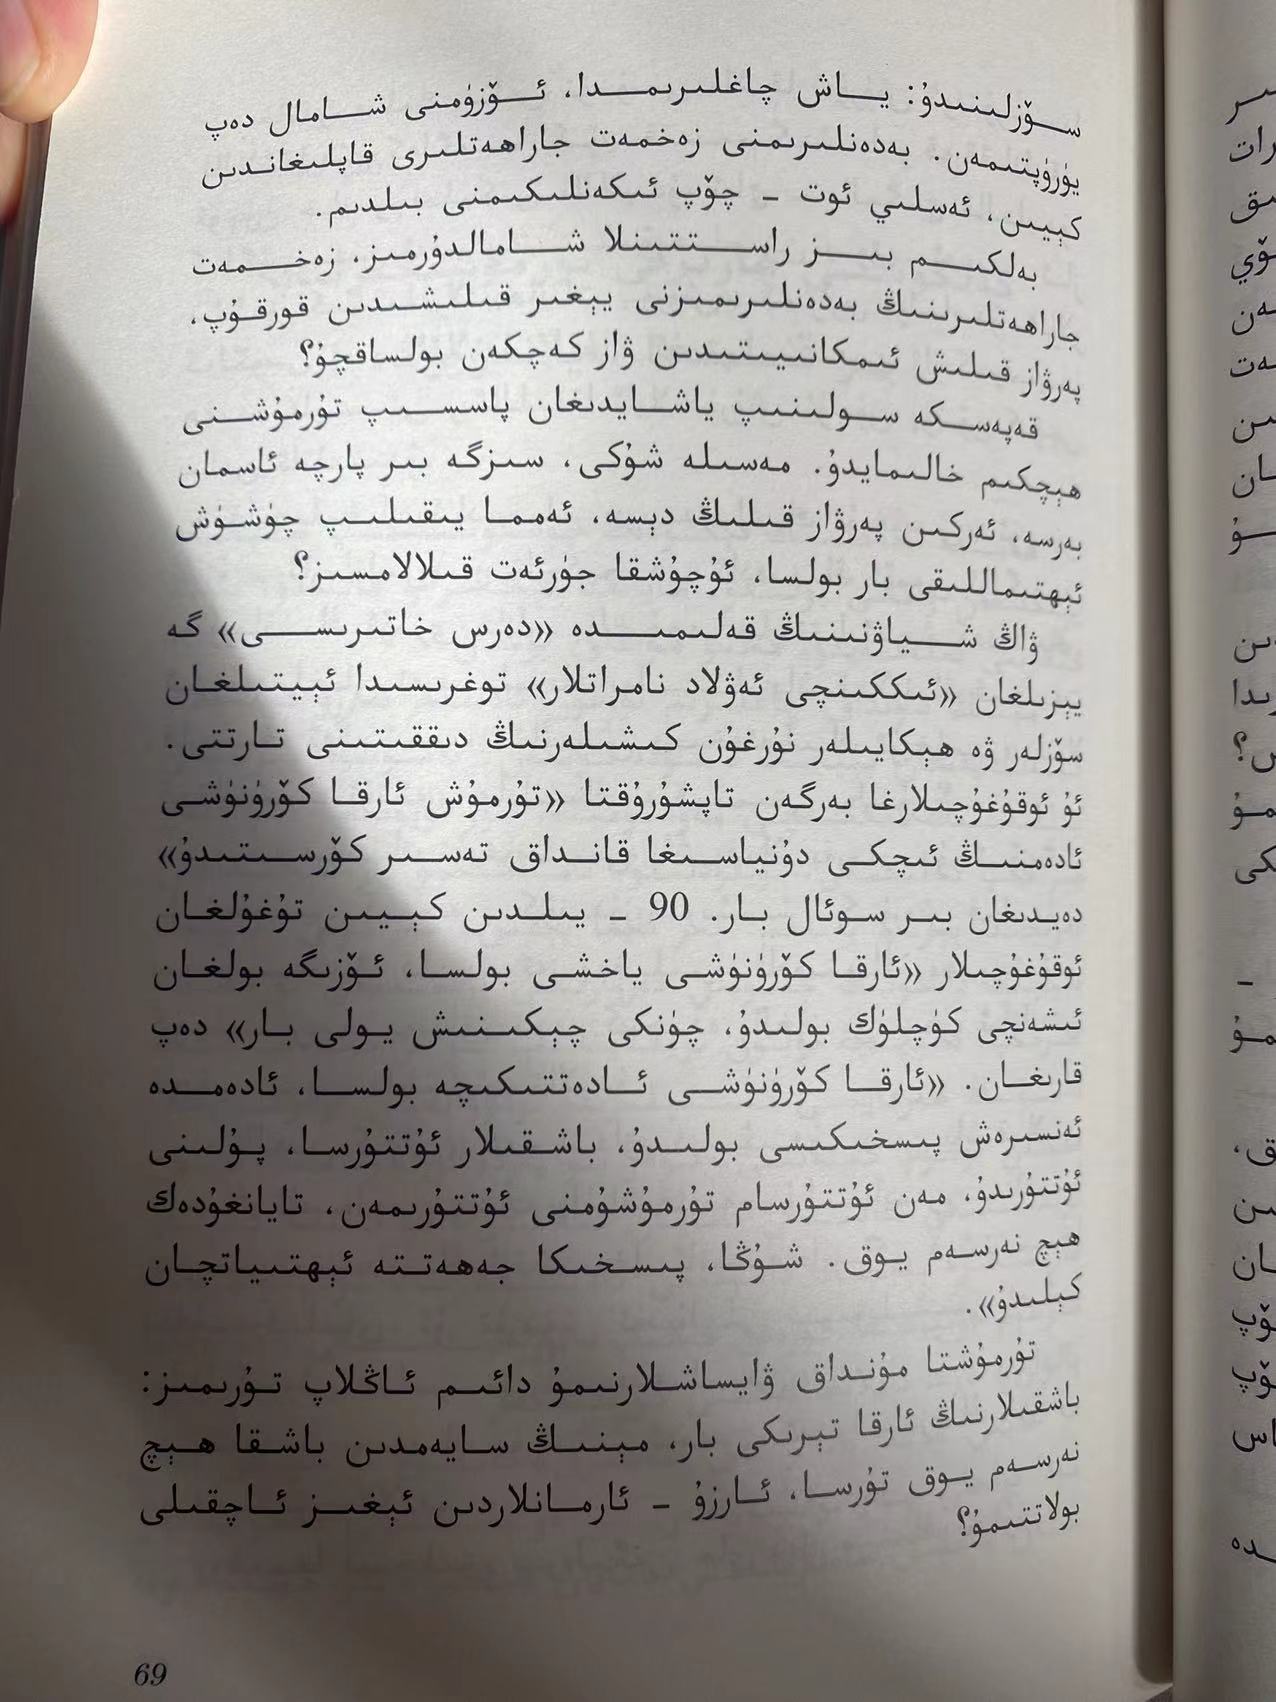 سۆزلىنىدۇ: ياش چاغلىرىمدا، ئۆزۈمنى شامال دەپ
يۈرۈپتىمەن. بەدەنلىرىمنى زەخمەت جاراھەتلىرى قاپلىغاندىن
كېيىن، ئەسلىي ئوت - چۆپ ئىكەنلىكىمنى بىلدىم.
بەلكىم بىز راستتىنلا شامالدۇرمىز، زەخمەت
جاراھەتلىرىنىڭ بەدەنلىرىمىزنى يېغىر قىلىشىدىن قورقۇپ،
پەرۋاز قىلىش ئىمكانىيىتىدىن ۋاز كەچكەن بولساقچۇ؟
قەپەسكە سولىنىپ ياشايدىغان پاسسىپ تۇرمۇشنى
ھېچكىم خالىمايدۇ. مەسىلە شۇكى، سىزگە بىر پارچە ئاسمان
بەرسە، ئەركىن پەرۋاز قىلىڭ دېسە، ئەمما يىقىلىپ چۈشۈش
ئېھتىماللىقى بار بولسا، ئۇچۇشقا جۈرئەت قىلالامسىز؟
ۋاڭ شياۋنىنىڭ قەلىمىدە «دەرس خاتىرىسى» گە
يېزىلغان «ئىككىنچى ئەۋلاد نامراتلار» توغرىسىدا ئېيتىلغان
سۆزلەر ۋە ھېكايىلەر نۇرغۇن كىشىلەرنىڭ دىققىتىنى تارتتى.
ئۇ ئوقۇغۇچىلارغا بەرگەن تاپشۇرۇقتا «تۇرمۇش ئارقا كۆرۈنۈشى
ئادەمنىڭ ئىچكى دۇنياسىغا قانداق تەسىر كۆرسىتىدۇ»
دەيدىغان بىر سوئال بار. 90 - يىلدىن كېيىن تۇغۇلغان
ئوقۇغۇچىلار «ئارقا كۆرۈنۈشى ياخشى بولسا، ئۆزىگە بولغان
ئىشەنچى كۈچلۈك بولىدۇ، چۈنكى چېكىنىش يولى بار» دەپ
قارىغان. «ئارقا كۆرۈنۈشى ئادەتتىكىچە بولسا، ئادەمدە
ئەنسىرەش پىسخىكىسى بولىدۇ، باشقىلار ئۇتتۇرسا، پۇلىنى
ئۇتتۇرىدۇ، مەن ئۇتتۇرسام تۇرمۇشۇمنى ئۇتتۇرىمەن، تايانغۇدەك
ھېچ نەرسەم يوق. شۇڭا، پىسخىكا جەھەتتە ئېھتىياتچان
كېلىدۇ».
تۇرمۇشتا مۇنداق ۋايساشلارنىمۇ دائىم ئاڭلاپ تۇرىمىز:
باشقىلارنىڭ ئارقا تېرىكى بار، مېنىڭ سايەمدىن باشقا ھېچ
نەرسەم يوق تۇرسا، ئارزۇ - ئارمانلاردىن ئېغىز ئاچقىلى
بولاتتىمۇ؟
69